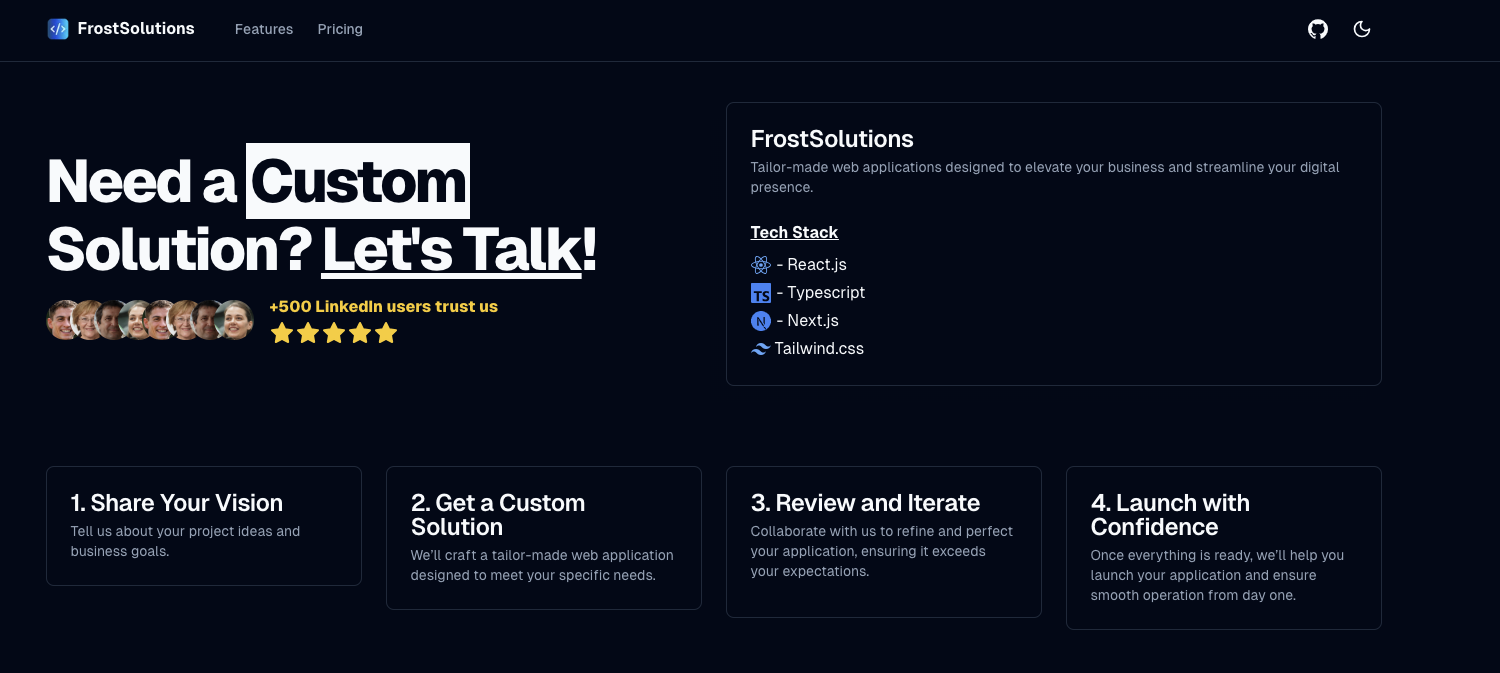 FrostSolutions
Features
Pricing
Need a Custom
Solution? Let's Talk!
+500 LinkedIn users trust us
FrostSolutions
Tailor-made web applications designed to elevate your business and streamline your digital
presence.
Tech Stack
- React.js
TS - Typescript
N - Next.js
Tailwind.css
1. Share Your Vision
Tell us about your project ideas and
business goals.
2. Get a Custom
Solution
We’ll craft a tailor-made web application
designed to meet your specific needs.
3. Review and Iterate
Collaborate with us to refine and perfect
your application, ensuring it exceeds
your expectations.
4. Launch with
Confidence
Once everything is ready, we’ll help you
launch your application and ensure
smooth operation from day one.